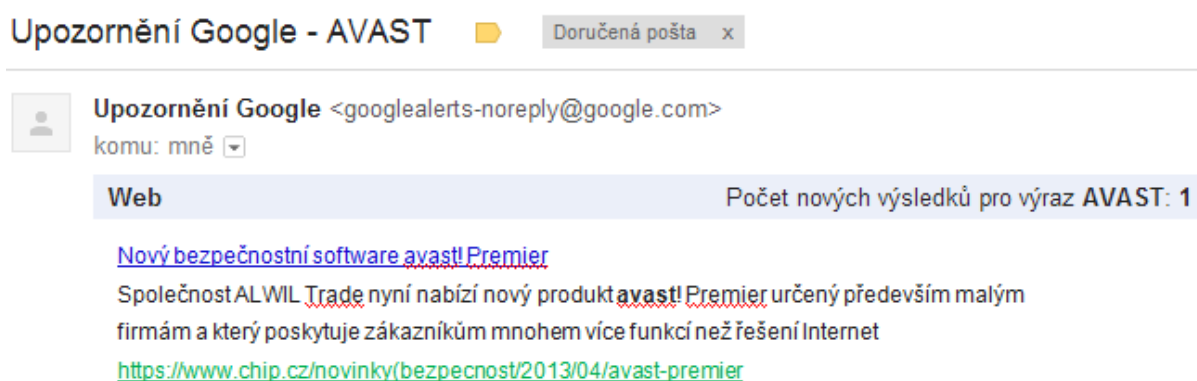 Upozornění Google - AVAST Doručená pošta x
Upozornění Google <googlealerts-noreply@google.com>
komu: mně
Web Počet nových výsledků pro výraz AVAST: 1
Nový bezpečnostní software avast! Premier
Společnost ALWIL Trade nyní nabízí nový produkt avast! Premier určený především malým
firmám a který poskytuje zákazníkům mnohem více funkcí než řešení Internet
https://www.chip.cz/novinky(bezpecnost/2013/04/avast-premier